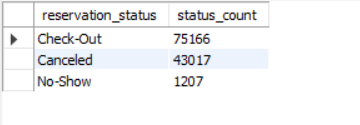 reservation_status status_count
Check-Out 75166
Canceled 43017
No-Show 1207